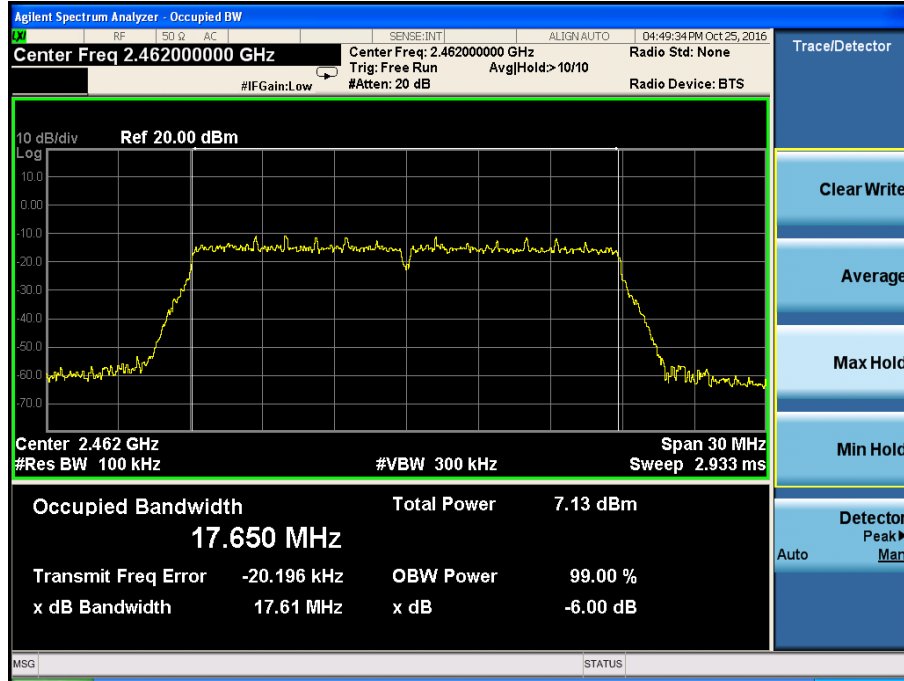 Agilent Spectrum Analyzer - Occupied BW
LXI RF 50 Ω AC SENSE:INT ALIGN AUTO 04:49:34 PM Oct 25, 2016
Center Freq 2.462000000 GHz
Center Freq: 2.462000000 GHz
Radio Std: None
Trig: Free Run Avg|Hold:>10/10
#IFGain:Low
#Atten: 20 dB
Radio Device: BTS
10 dB/div Ref 20.00 dBm
Log
10.0
0.00
-10.0
-20.0
-30.0
-40.0
-50.0
-60.0
-70.0
Center 2.462 GHz Span 30 MHz
#Res BW 100 kHz #VBW 300 kHz Sweep 2.933 ms
Occupied Bandwidth Total Power 7.13 dBm
17.650 MHz
Transmit Freq Error -20.196 kHz OBW Power 99.00 %
x dB Bandwidth 17.61 MHz x dB -6.00 dB
MSG STATUS
Trace/Detector
Clear Write
Average
Max Hold
Min Hold
Detector
Peak▶
Auto Man